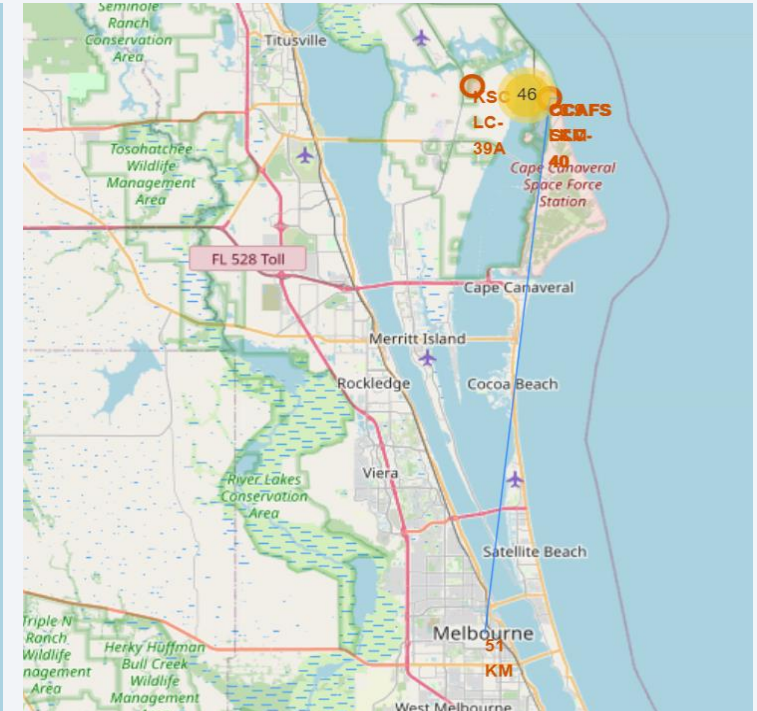 Seminole
Ranch
Conservation
Area
Titusville
46
KSC
LC-
39A
40
Tosohatchee
Wildlife
Management
Area
Cape Canaveral
Space Force
Station
FL 528 Toll
Cape Canaveral
Merritt Island
Rockledge
Cocoa Beach
Viera
River Lakes
Conservation
Area
Satellite Beach
Melbourne
51
KM
Triple N
Ranch
Wildlife
nagement
Area
Herky Huffman
Bull Creek
Wildlife
Management
West Melbourne